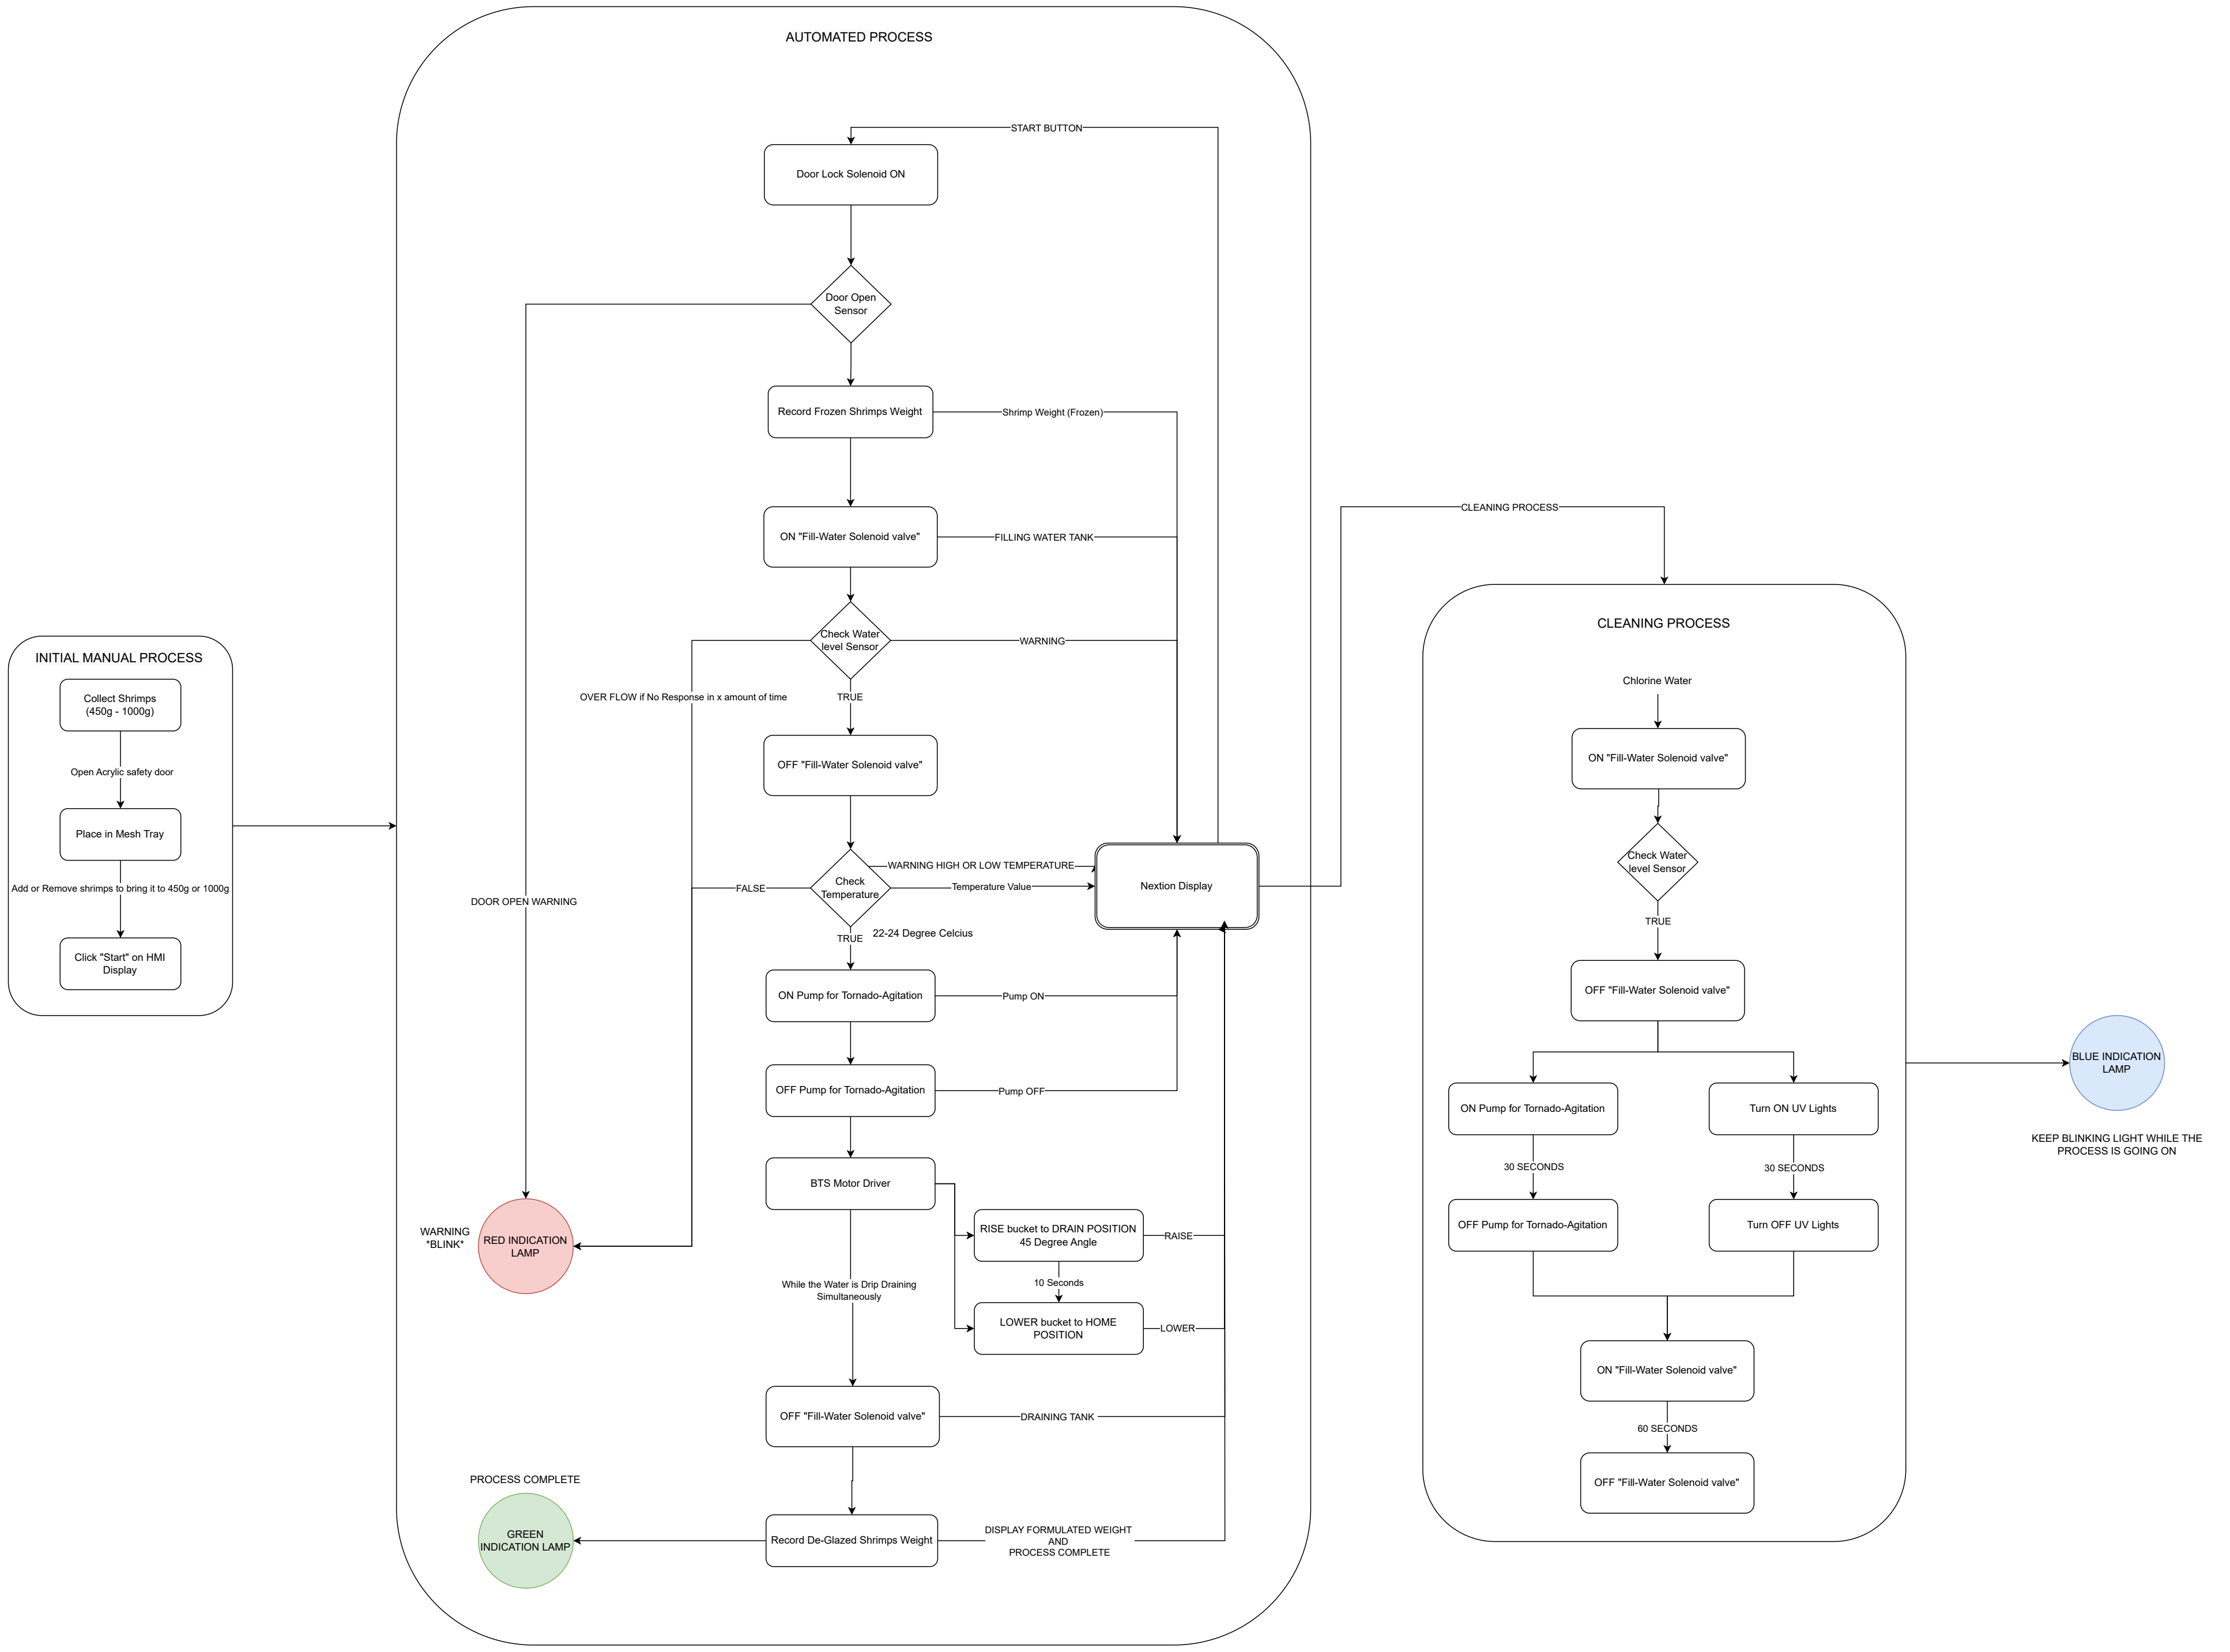 AUTOMATED PROCESS
START BUTTON
Door Lock Solenoid ON
Door Open
Sensor
Record Frozen Shrimps Weight
Shrimp Weight (Frozen)
ON "Fill-Water Solenoid valve"
FILLING WATER TANK
Check Water
level Sensor
WARNING
OVER FLOW if No Response in x amount of time
TRUE
OFF "Fill-Water Solenoid valve"
WARNING HIGH OR LOW TEMPERATURE
Check
Temperature
FALSE
Temperature Value
Nextion Display
DOOR OPEN WARNING
TRUE
22-24 Degree Celcius
ON Pump for Tornado-Agitation
Pump ON
OFF Pump for Tornado-Agitation
Pump OFF
BTS Motor Driver
RISE bucket to DRAIN POSITION
45 Degree Angle
RAISE
10 Seconds
LOWER bucket to HOME
POSITION
LOWER
WARNING
*BLINK*
RED INDICATION
LAMP
While the Water is Drip Draining
Simultaneously
OFF "Fill-Water Solenoid valve"
DRAINING TANK
PROCESS COMPLETE
GREEN
INDICATION LAMP
Record De-Glazed Shrimps Weight
DISPLAY FORMULATED WEIGHT
AND
PROCESS COMPLETE
INITIAL MANUAL PROCESS
Collect Shrimps
(450g - 1000g)
Open Acrylic safety door
Place in Mesh Tray
Add or Remove shrimps to bring it to 450g or 1000g
Click "Start" on HMI
Display
CLEANING PROCESS
CLEANING PROCESS
Chlorine Water
ON "Fill-Water Solenoid valve"
Check Water
level Sensor
TRUE
OFF "Fill-Water Solenoid valve"
ON Pump for Tornado-Agitation
Turn ON UV Lights
30 SECONDS
30 SECONDS
OFF Pump for Tornado-Agitation
Turn OFF UV Lights
ON "Fill-Water Solenoid valve"
60 SECONDS
OFF "Fill-Water Solenoid valve"
BLUE INDICATION
LAMP
KEEP BLINKING LIGHT WHILE THE
PROCESS IS GOING ON